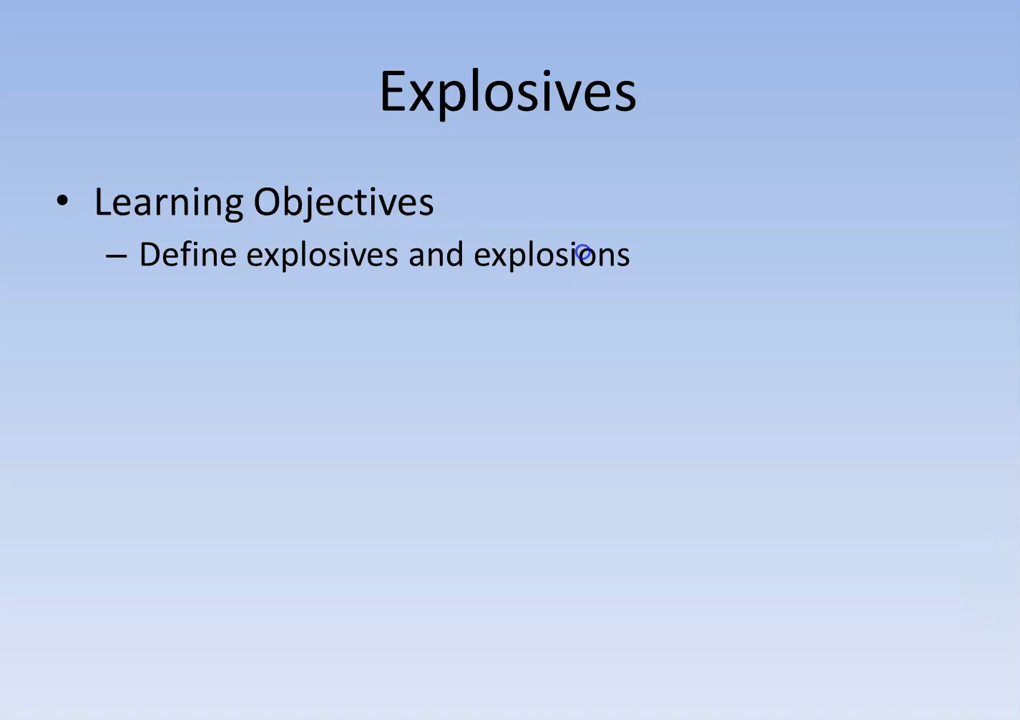 Explosives
• Learning Objectives
– Define explosives and explosions